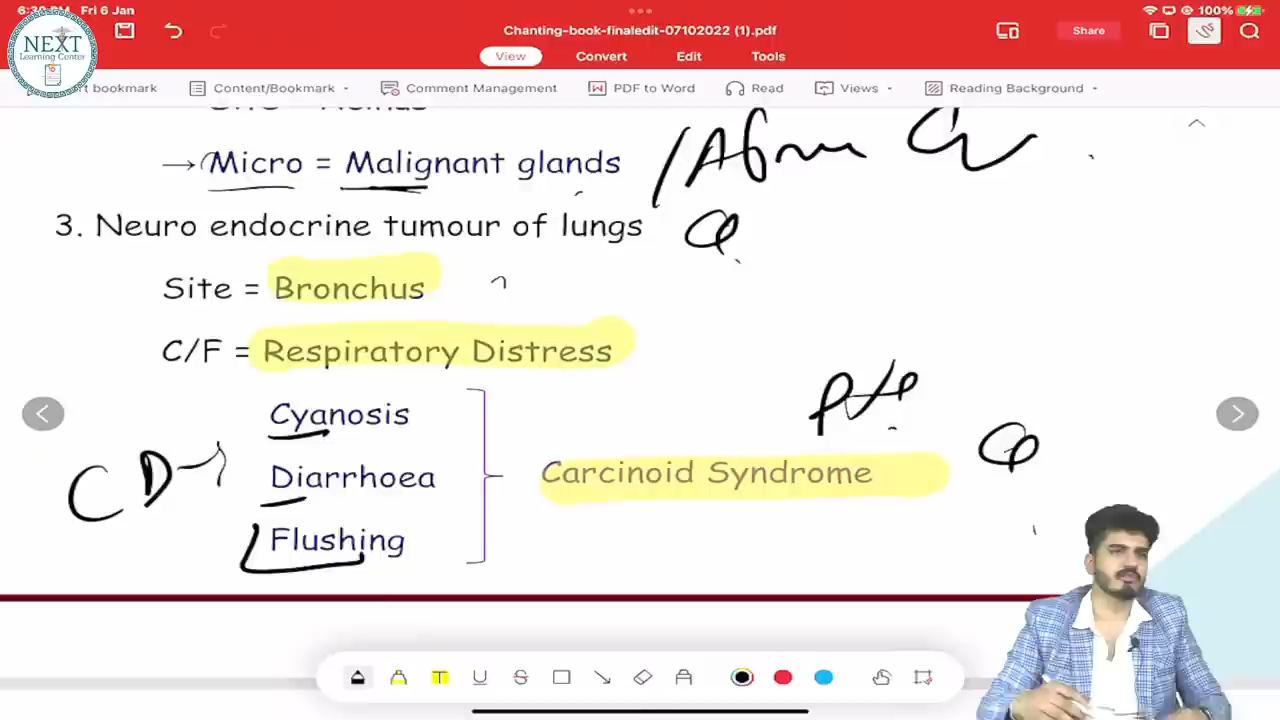 6:30 PM Fri 6 Jan
100%
NEXT
Learning Center
Chanting-book-finaledit-07102022 (1).pdf
Share
View Convert Edit Tools
bookmark Content/Bookmark Comment Management PDF to Word Read Views Reading Background
→ Micro = Malignant glands
3. Neuro endocrine tumour of lungs
Site = Bronchus
C/F = Respiratory Distress
Cyanosis
CD
Diarrhoea
Carcinoid Syndrome
Flushing